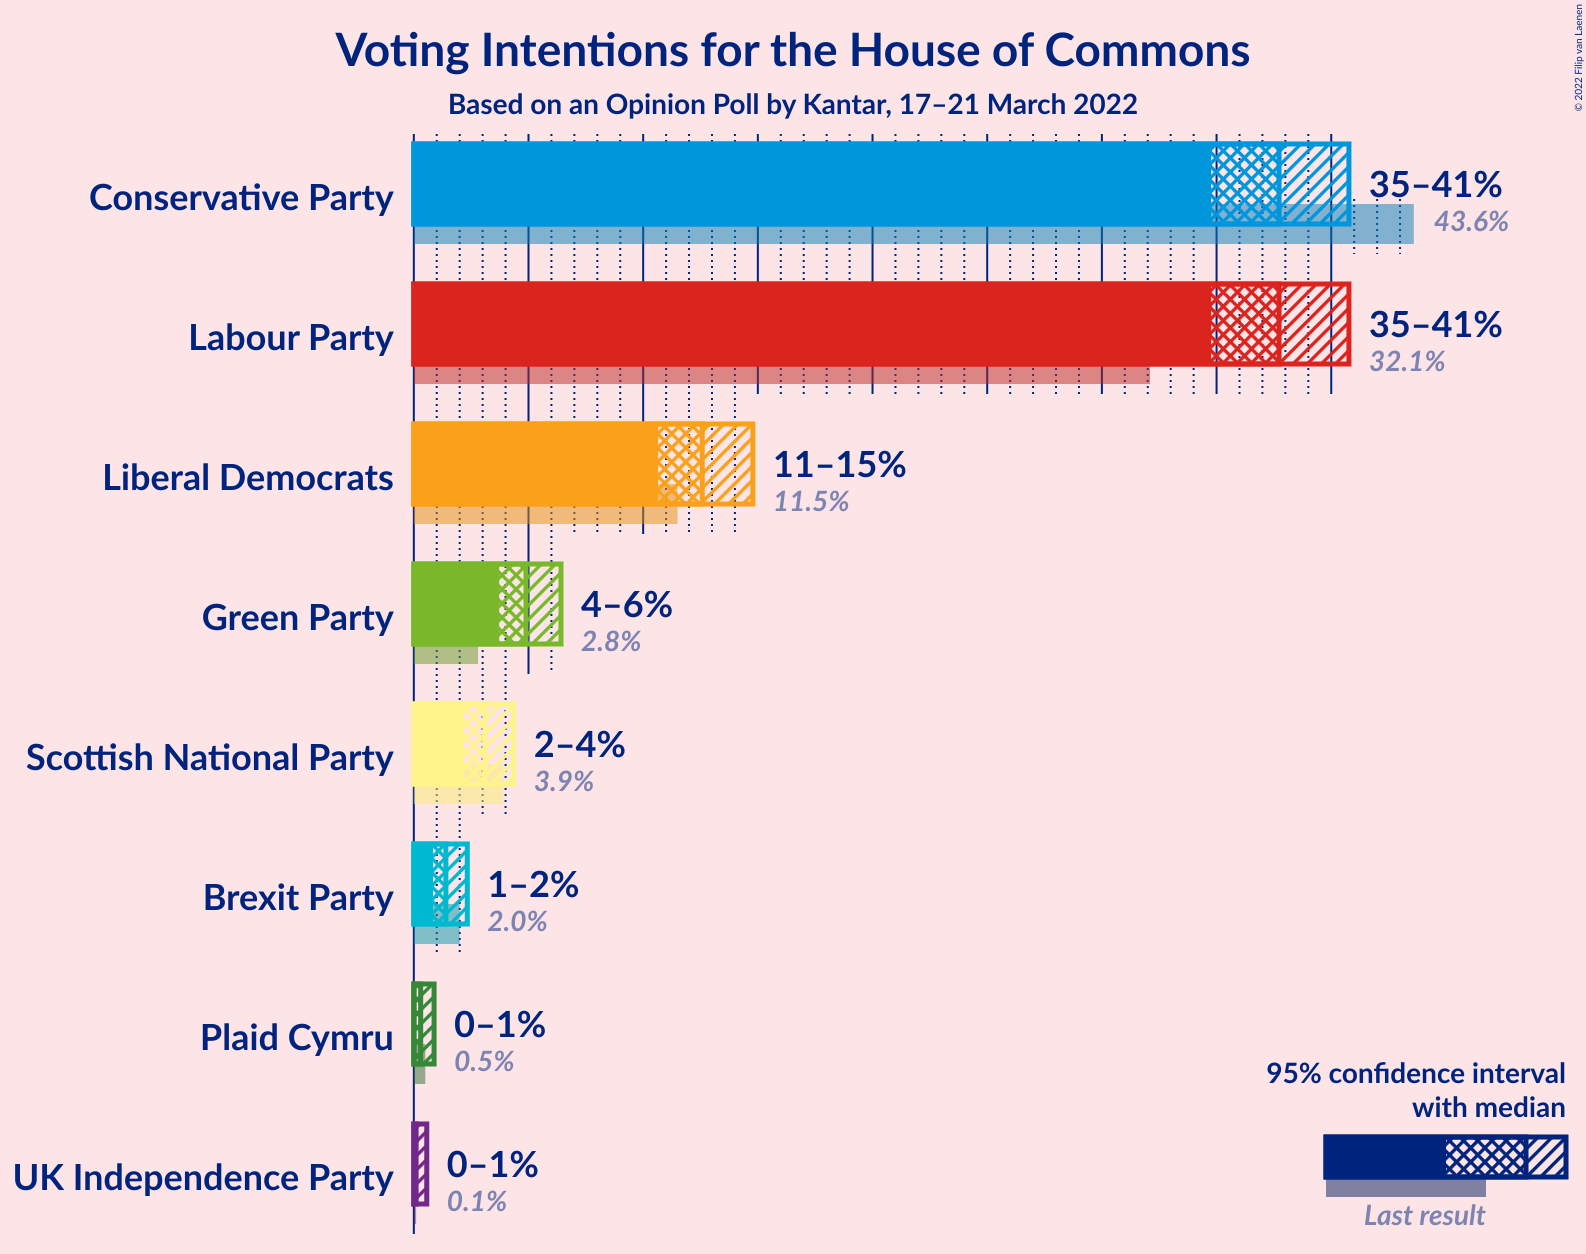 Voting Intentions for the House of Commons
Based on an Opinion Poll by Kantar, 17–21 March 2022
© 2022 Filip van Laenen
Conservative Party
35–41%
43.6%
Labour Party
35–41%
32.1%
Liberal Democrats
11–15%
11.5%
Green Party
4–6%
2.8%
Scottish National Party
2–4%
3.9%
Brexit Party
1–2%
2.0%
Plaid Cymru
0–1%
0.5%
UK Independence Party
0–1%
0.1%
95% confidence interval
with median
Last result